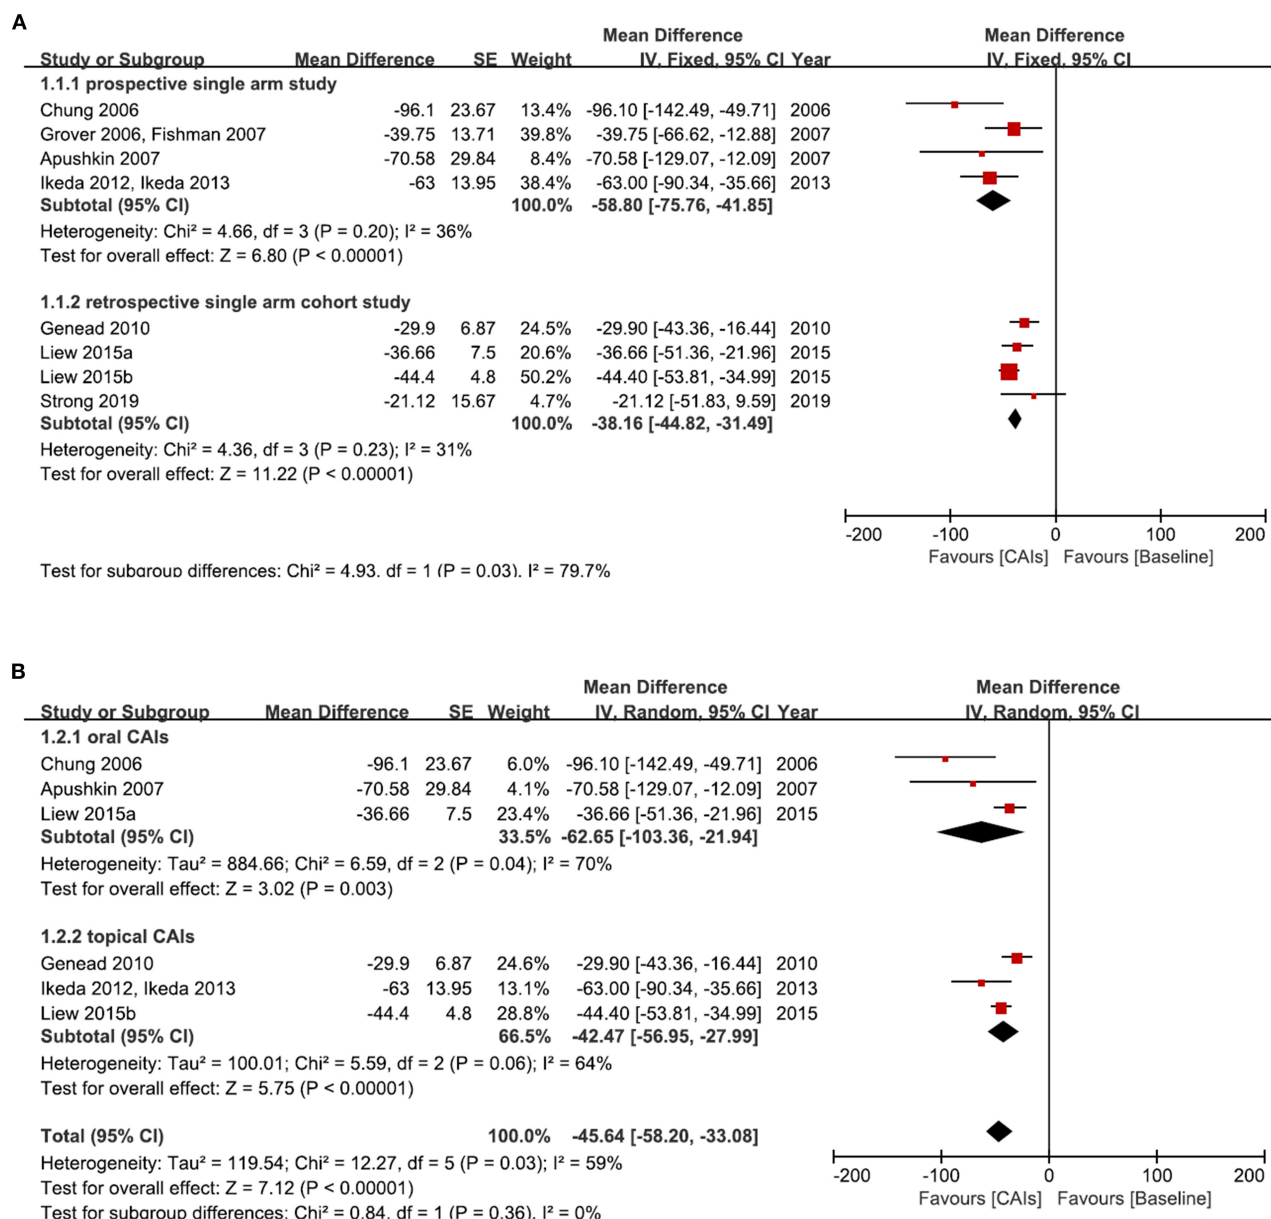 A
Mean Difference Mean Difference
Study or Subgroup Mean Difference SE Weight IV, Fixed, 95% CI Year IV, Fixed, 95% CI
1.1.1 prospective single arm study
Chung 2006 -96.1 23.67 13.4% -96.10 [-142.49, -49.71] 2006
Grover 2006, Fishman 2007 -39.75 13.71 39.8% -39.75 [-66.62, -12.88] 2007
Apushkin 2007 -70.58 29.84 8.4% -70.58 [-129.07, -12.09] 2007
Ikeda 2012, Ikeda 2013 -63 13.95 38.4% -63.00 [-90.34, -35.66] 2013
Subtotal (95% CI) 100.0% -58.80 [-75.76, -41.85]
Heterogeneity: Chi² = 4.66, df = 3 (P = 0.20); I² = 36%
Test for overall effect: Z = 6.80 (P < 0.00001)
1.1.2 retrospective single arm cohort study
Genead 2010 -29.9 6.87 24.5% -29.90 [-43.36, -16.44] 2010
Liew 2015a -36.66 7.5 20.6% -36.66 [-51.36, -21.96] 2015
Liew 2015b -44.4 4.8 50.2% -44.40 [-53.81, -34.99] 2015
Strong 2019 -21.12 15.67 4.7% -21.12 [-51.83, 9.59] 2019
Subtotal (95% CI) 100.0% -38.16 [-44.82, -31.49]
Heterogeneity: Chi² = 4.36, df = 3 (P = 0.23); I² = 31%
Test for overall effect: Z = 11.22 (P < 0.00001)
-200 -100 0 100 200
Favours [CAIs] Favours [Baseline]
Test for subgroup differences: Chi² = 4.93, df = 1 (P = 0.03), I² = 79.7%
B
Mean Difference Mean Difference
Study or Subgroup Mean Difference SE Weight IV, Random, 95% CI Year IV, Random, 95% CI
1.2.1 oral CAIs
Chung 2006 -96.1 23.67 6.0% -96.10 [-142.49, -49.71] 2006
Apushkin 2007 -70.58 29.84 4.1% -70.58 [-129.07, -12.09] 2007
Liew 2015a -36.66 7.5 23.4% -36.66 [-51.36, -21.96] 2015
Subtotal (95% CI) 33.5% -62.65 [-103.36, -21.94]
Heterogeneity: Tau² = 884.66; Chi² = 6.59, df = 2 (P = 0.04); I² = 70%
Test for overall effect: Z = 3.02 (P = 0.003)
1.2.2 topical CAIs
Genead 2010 -29.9 6.87 24.6% -29.90 [-43.36, -16.44] 2010
Ikeda 2012, Ikeda 2013 -63 13.95 13.1% -63.00 [-90.34, -35.66] 2013
Liew 2015b -44.4 4.8 28.8% -44.40 [-53.81, -34.99] 2015
Subtotal (95% CI) 66.5% -42.47 [-56.95, -27.99]
Heterogeneity: Tau² = 100.01; Chi² = 5.59, df = 2 (P = 0.06); I² = 64%
Test for overall effect: Z = 5.75 (P < 0.00001)
Total (95% CI) 100.0% -45.64 [-58.20, -33.08]
Heterogeneity: Tau² = 119.54; Chi² = 12.27, df = 5 (P = 0.03); I² = 59%
-200 -100 0 100 200
Test for overall effect: Z = 7.12 (P < 0.00001)
Favours [CAIs] Favours [Baseline]
Test for subgroup differences: Chi² = 0.84, df = 1 (P = 0.36), I² = 0%